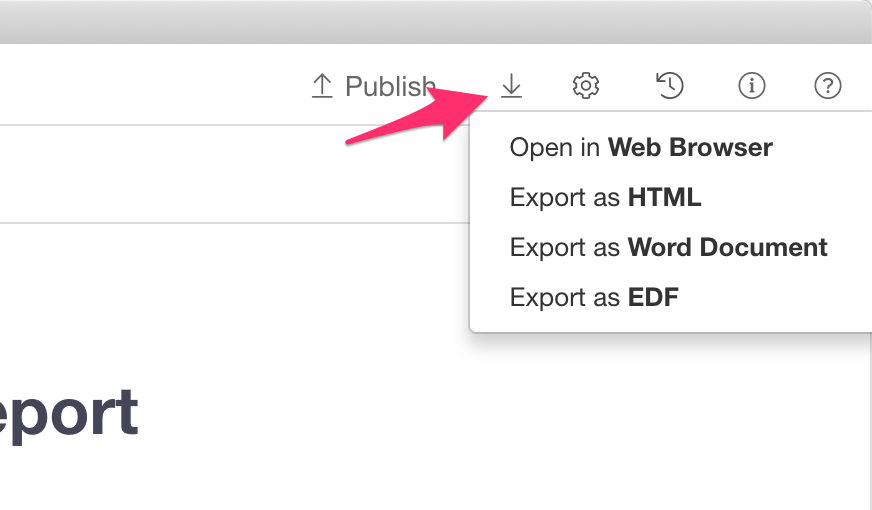 Publish
Open in Web Browser
Export as HTML
Export as Word Document
Export as EDF
eport